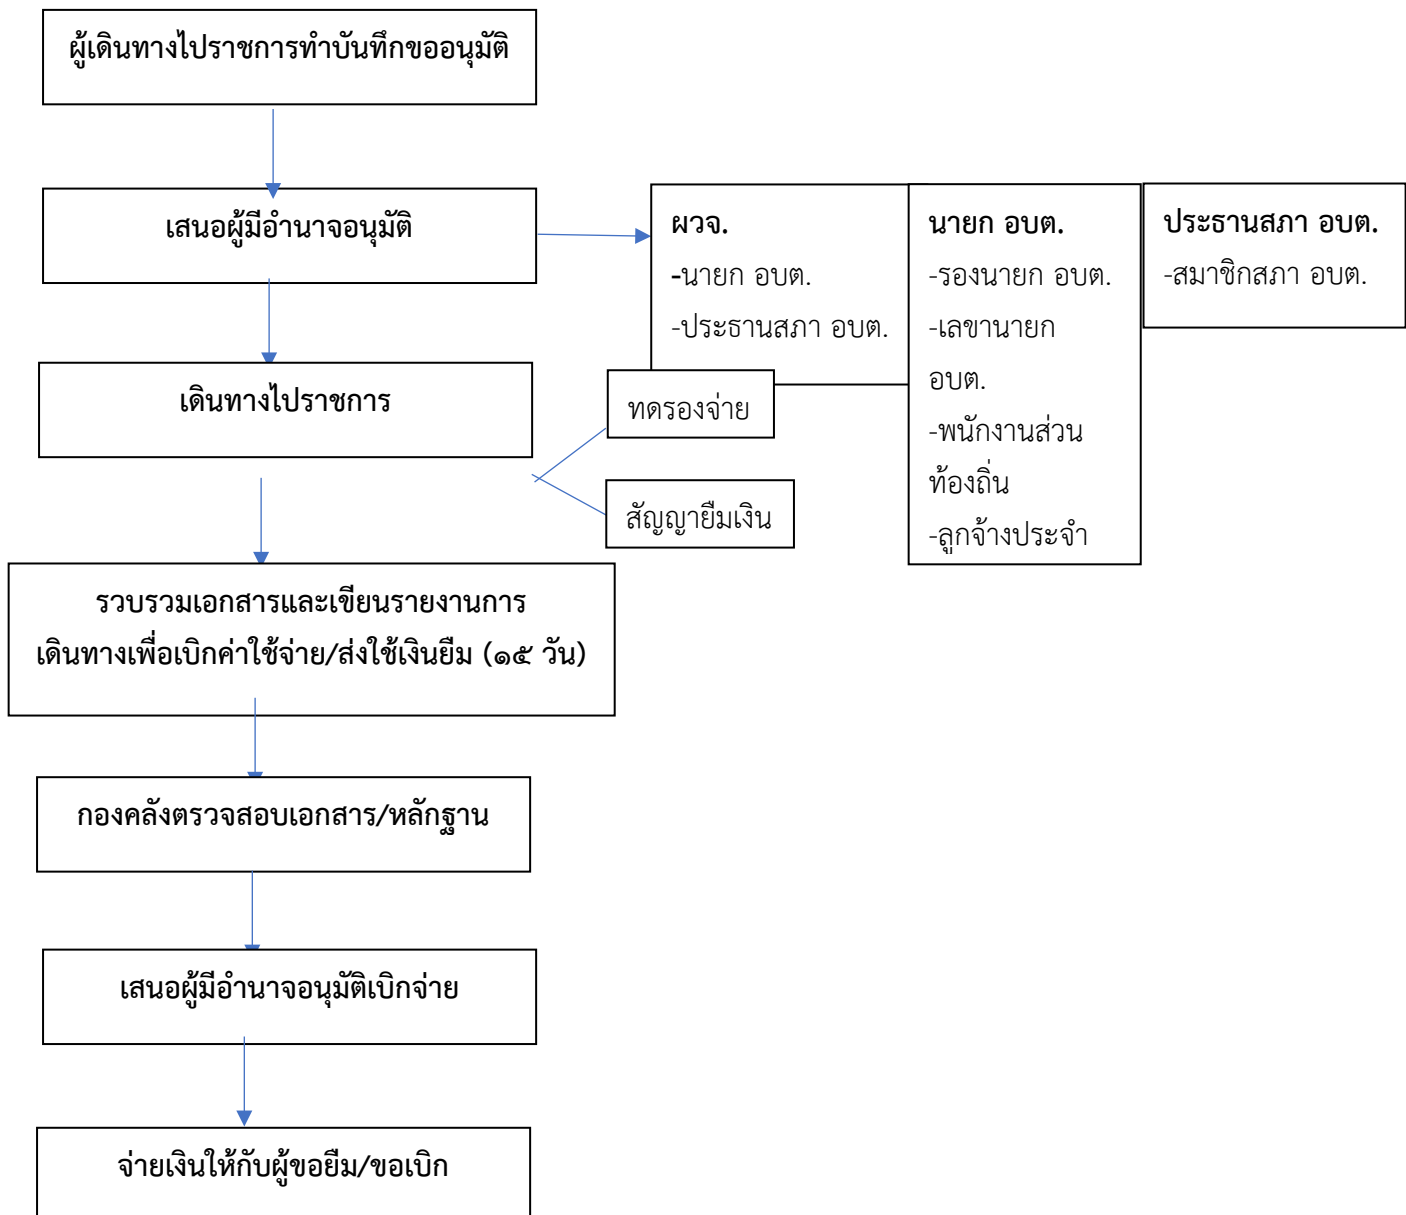 ผู้เดินทางไปราชการทำบันทึกขออนุมัติ
เสนอผู้มีอำนาจอนุมัติ
ผวจ.
-นายก อบต.
-ประธานสภา อบต.
นายก อบต.
-รองนายก อบต.
-เลขานายก
อบต.
-พนักงานส่วน
ท้องถิ่น
-ลูกจ้างประจำ
ประธานสภา อบต.
-สมาชิกสภา อบต.
เดินทางไปราชการ
ทดรองจ่าย
สัญญายืมเงิน
รวบรวมเอกสารและเขียนรายงานการ
เดินทางเพื่อเบิกค่าใช้จ่าย/ส่งใช้เงินยืม (๑๕ วัน)
กองคลังตรวจสอบเอกสาร/หลักฐาน
เสนอผู้มีอำนาจอนุมัติเบิกจ่าย
จ่ายเงินให้กับผู้ขอยืม/ขอเบิก